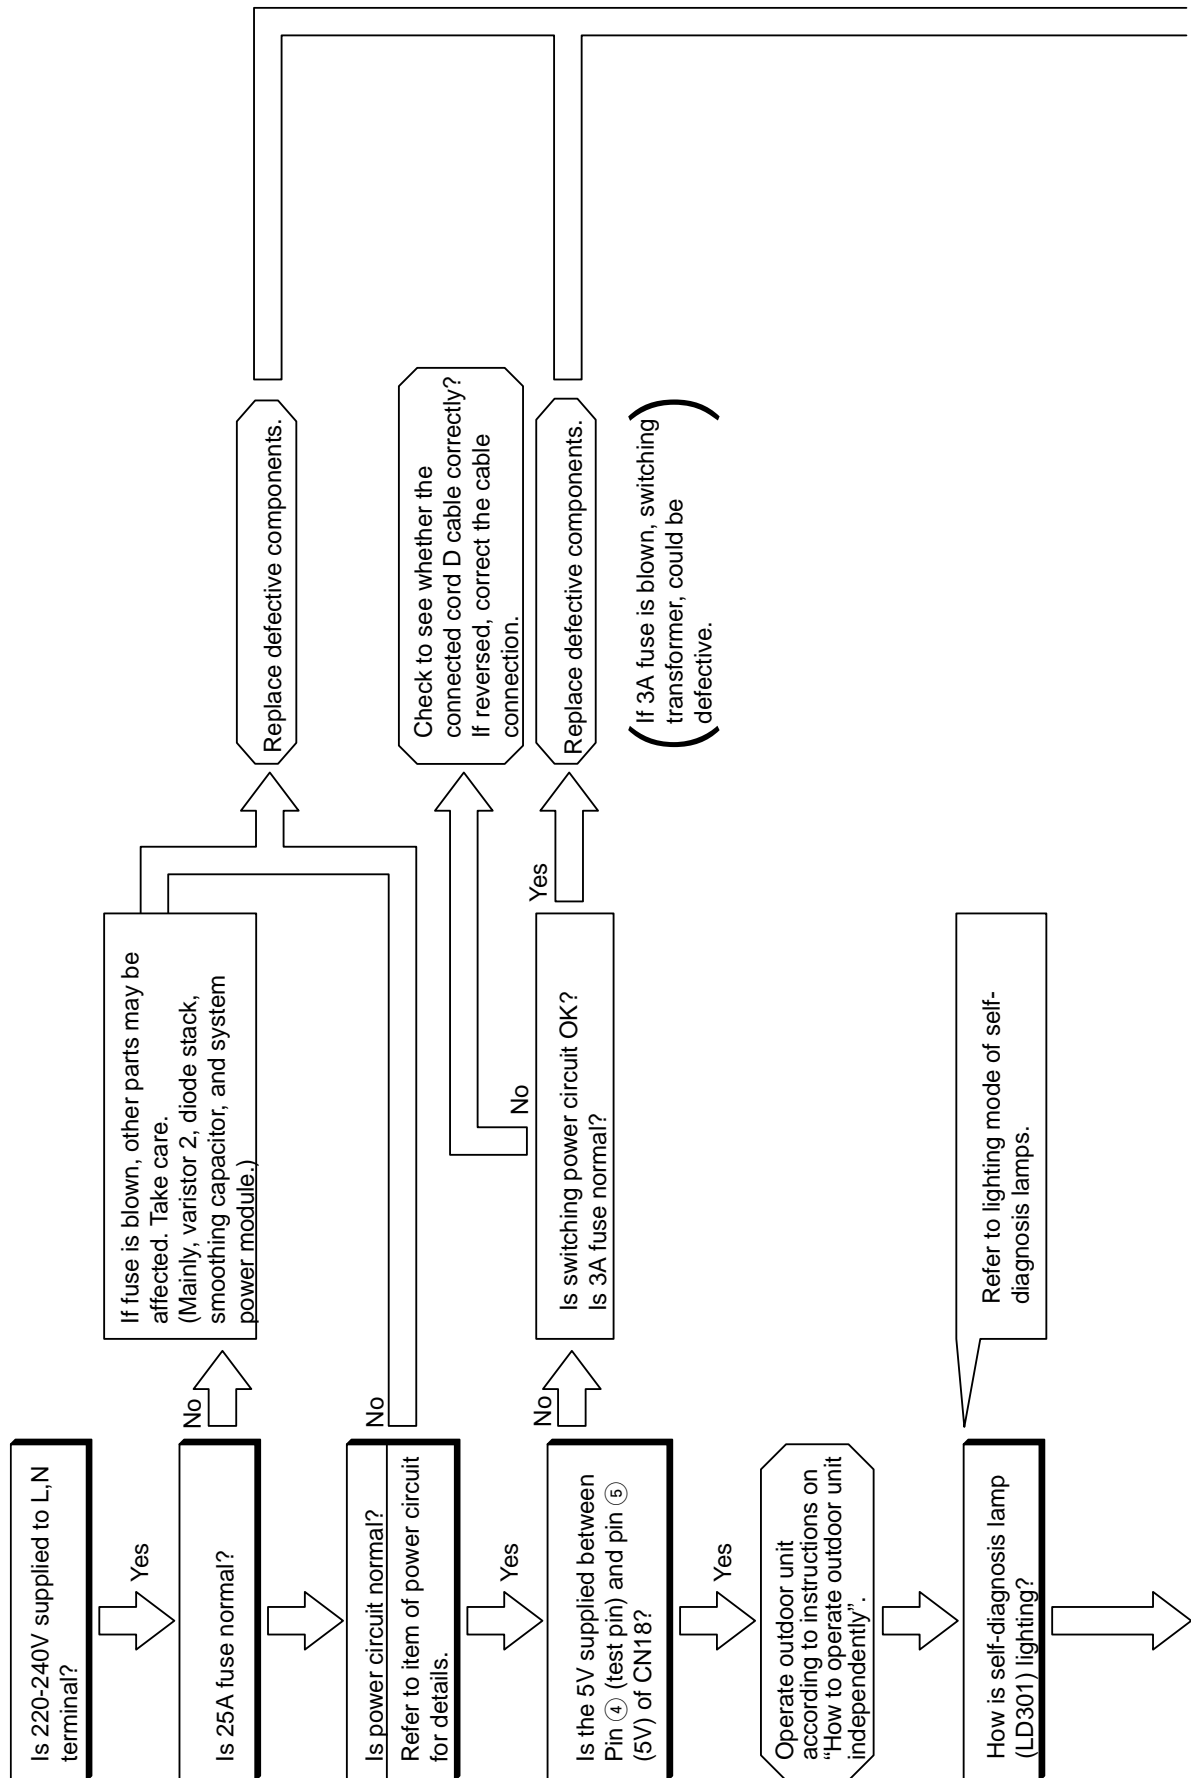 Is 220-240V supplied to L,N
terminal?
Yes
Is 25A fuse normal?
No
If fuse is blown, other parts may be
affected. Take care.
(Mainly, varistor 2, diode stack,
smoothing capacitor, and system
power module.)
Replace defective components.
Is power circuit normal?
Refer to item of power circuit
for details.
No
Yes
Is the 5V supplied between
Pin ④ (test pin) and pin ⑤
(5V) of CN18?
No
Is switching power circuit OK?
Is 3A fuse normal?
No
Check to see whether the
connected cord D cable correctly?
If reversed, correct the cable
connection.
Yes
Replace defective components.
If 3A fuse is blown, switching
transformer, could be
defective.
Yes
Operate outdoor unit
according to instructions on
“How to operate outdoor unit
independently”.
How is self-diagnosis lamp
(LD301) lighting?
Refer to lighting mode of self-
diagnosis lamps.